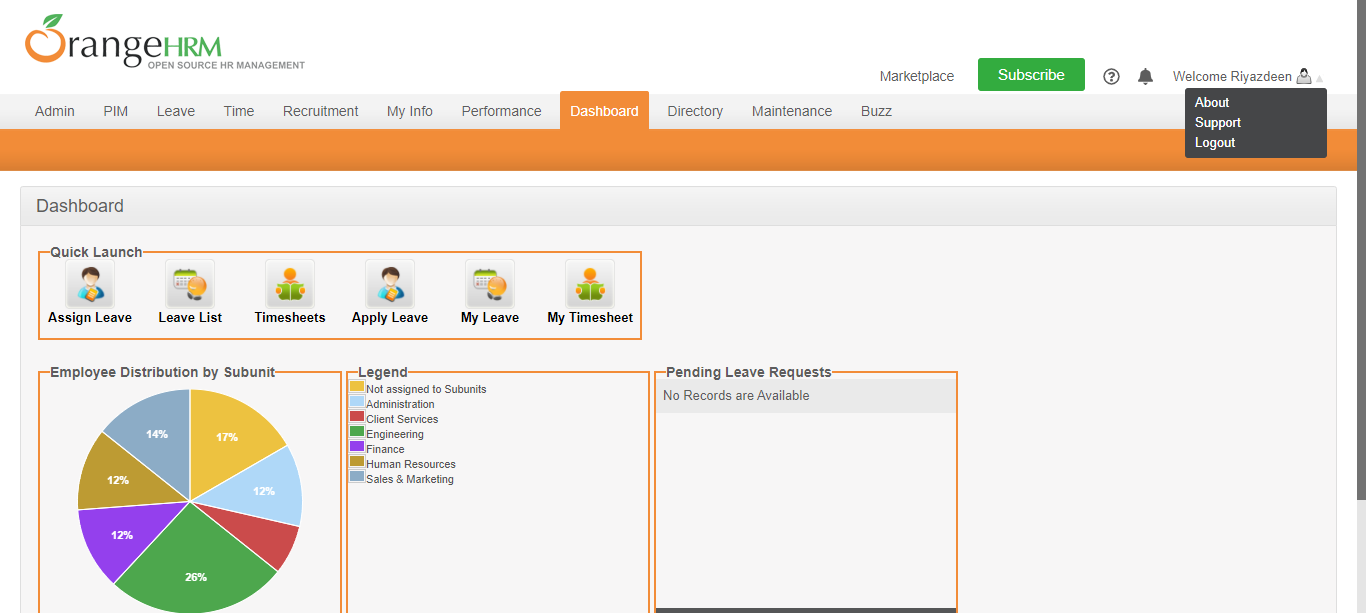 OrangeHRM
OPEN SOURCE HR MANAGEMENT
Marketplace Subscribe ? Welcome Riyazdeen
About
Support
Logout
Admin PIM Leave Time Recruitment My Info Performance Dashboard Directory Maintenance Buzz
Dashboard
Quick Launch
Assign Leave Leave List Timesheets Apply Leave My Leave My Timesheet
Employee Distribution by Subunit
17%
12%
26%
12%
12%
14%
Legend
Not assigned to Subunits
Administration
Client Services
Engineering
Finance
Human Resources
Sales & Marketing
Pending Leave Requests
No Records are Available